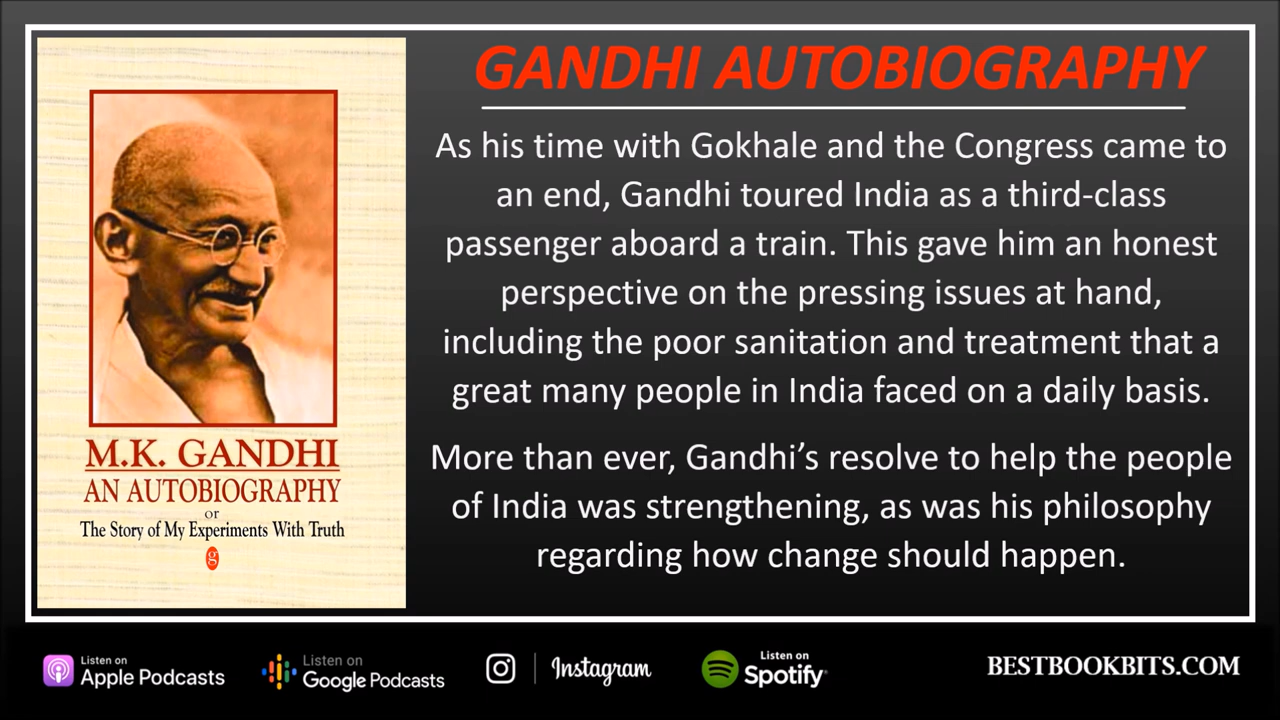 GANDHI AUTOBIOGRAPHY
As his time with Gokhale and the Congress came to
an end, Gandhi toured India as a third-class
passenger aboard a train. This gave him an honest
perspective on the pressing issues at hand,
including the poor sanitation and treatment that a
great many people in India faced on a daily basis.
More than ever, Gandhi’s resolve to help the people
of India was strengthening, as was his philosophy
regarding how change should happen.
M.K. GANDHI
AN AUTOBIOGRAPHY
or
The Story of My Experiments With Truth
g
Listen on
Apple Podcasts
Listen on
Google Podcasts
Instagram
Listen on
Spotify
BESTBOOKBITS.COM